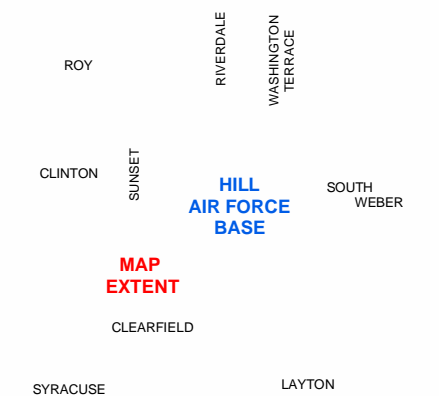 RIVERDALE
WASHINGTON
TERRACE
ROY
CLINTON
SUNSET
HILL
AIR FORCE
BASE
SOUTH
WEBER
MAP
EXTENT
CLEARFIELD
SYRACUSE
LAYTON